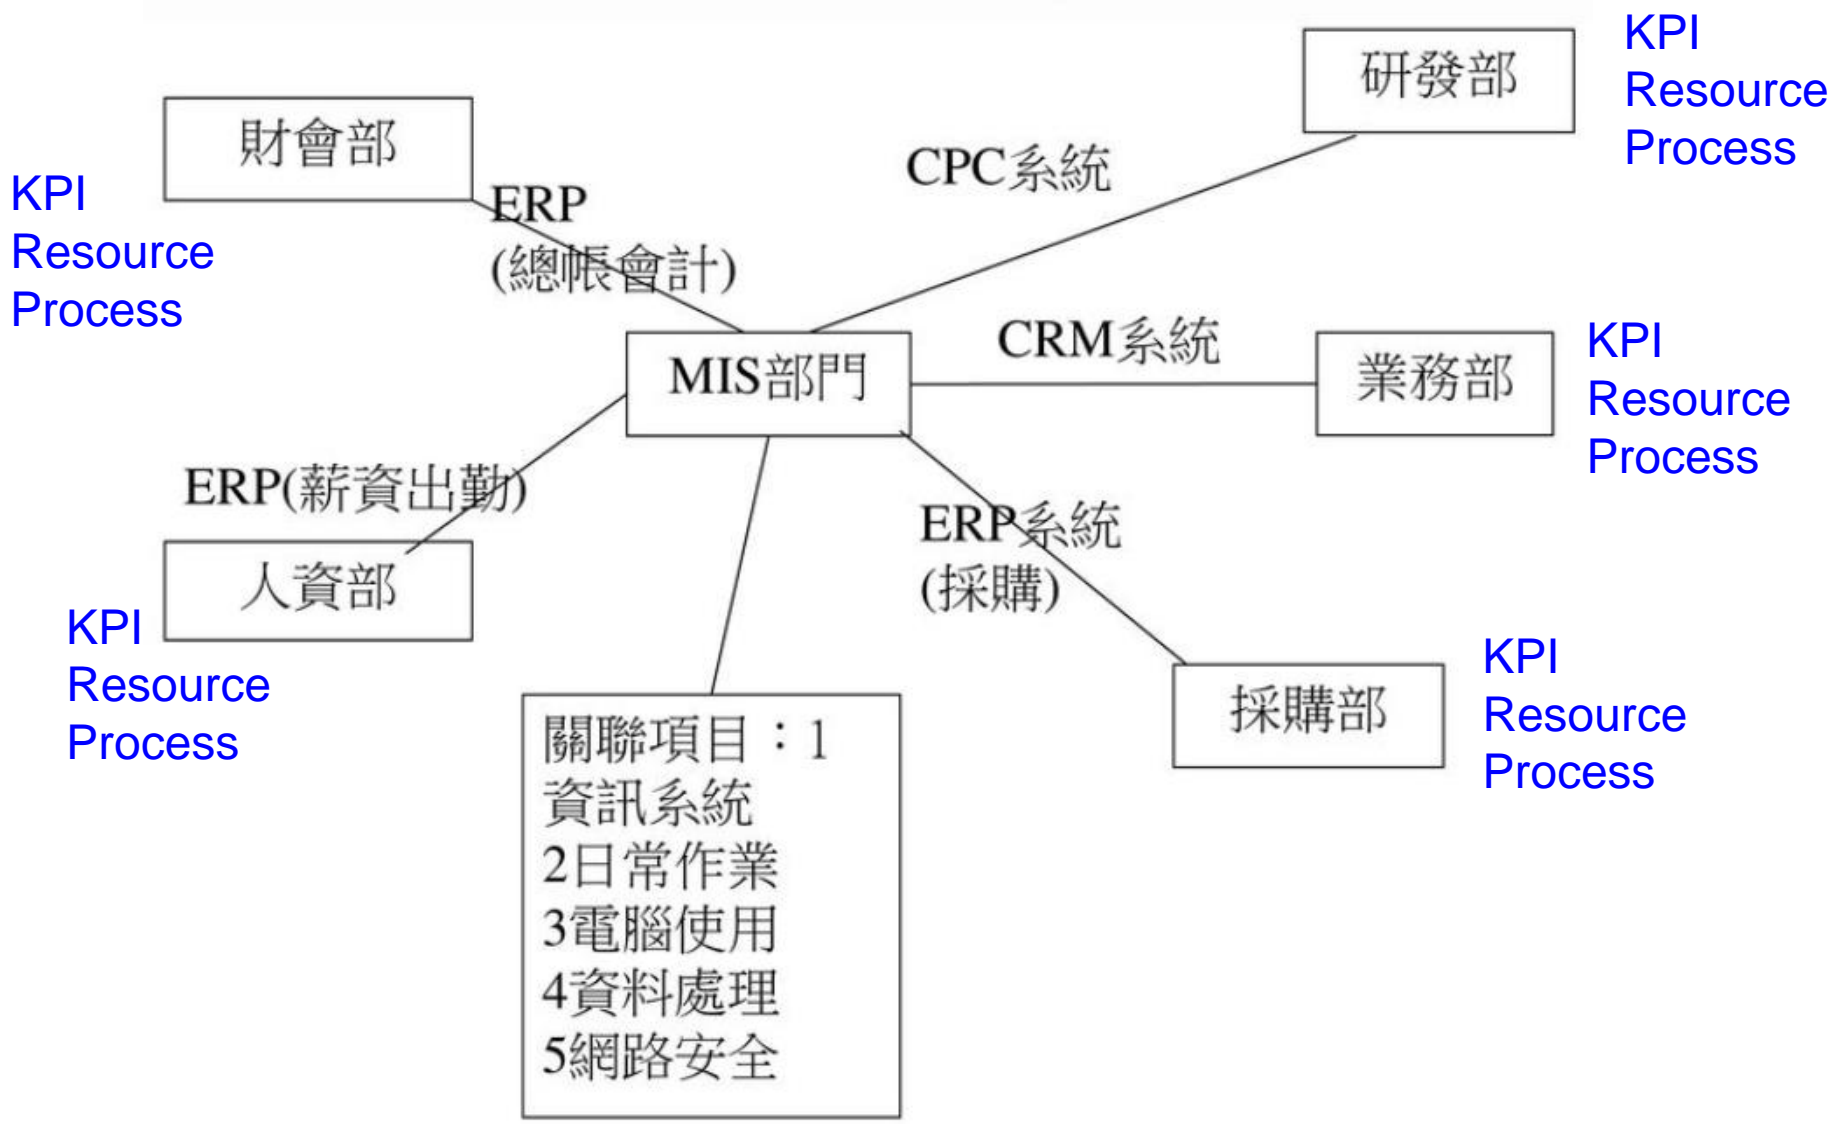 研發部
KPI
Resource
Process
財會部
KPI
Resource
Process
ERP
(總帳會計)
CPC系統
MIS部門
CRM系統
業務部
KPI
Resource
Process
ERP(薪資出勤)
人資部
KPI
Resource
Process
ERP系統
(採購)
採購部
KPI
Resource
Process
關聯項目：1
資訊系統
2日常作業
3電腦使用
4資料處理
5網路安全